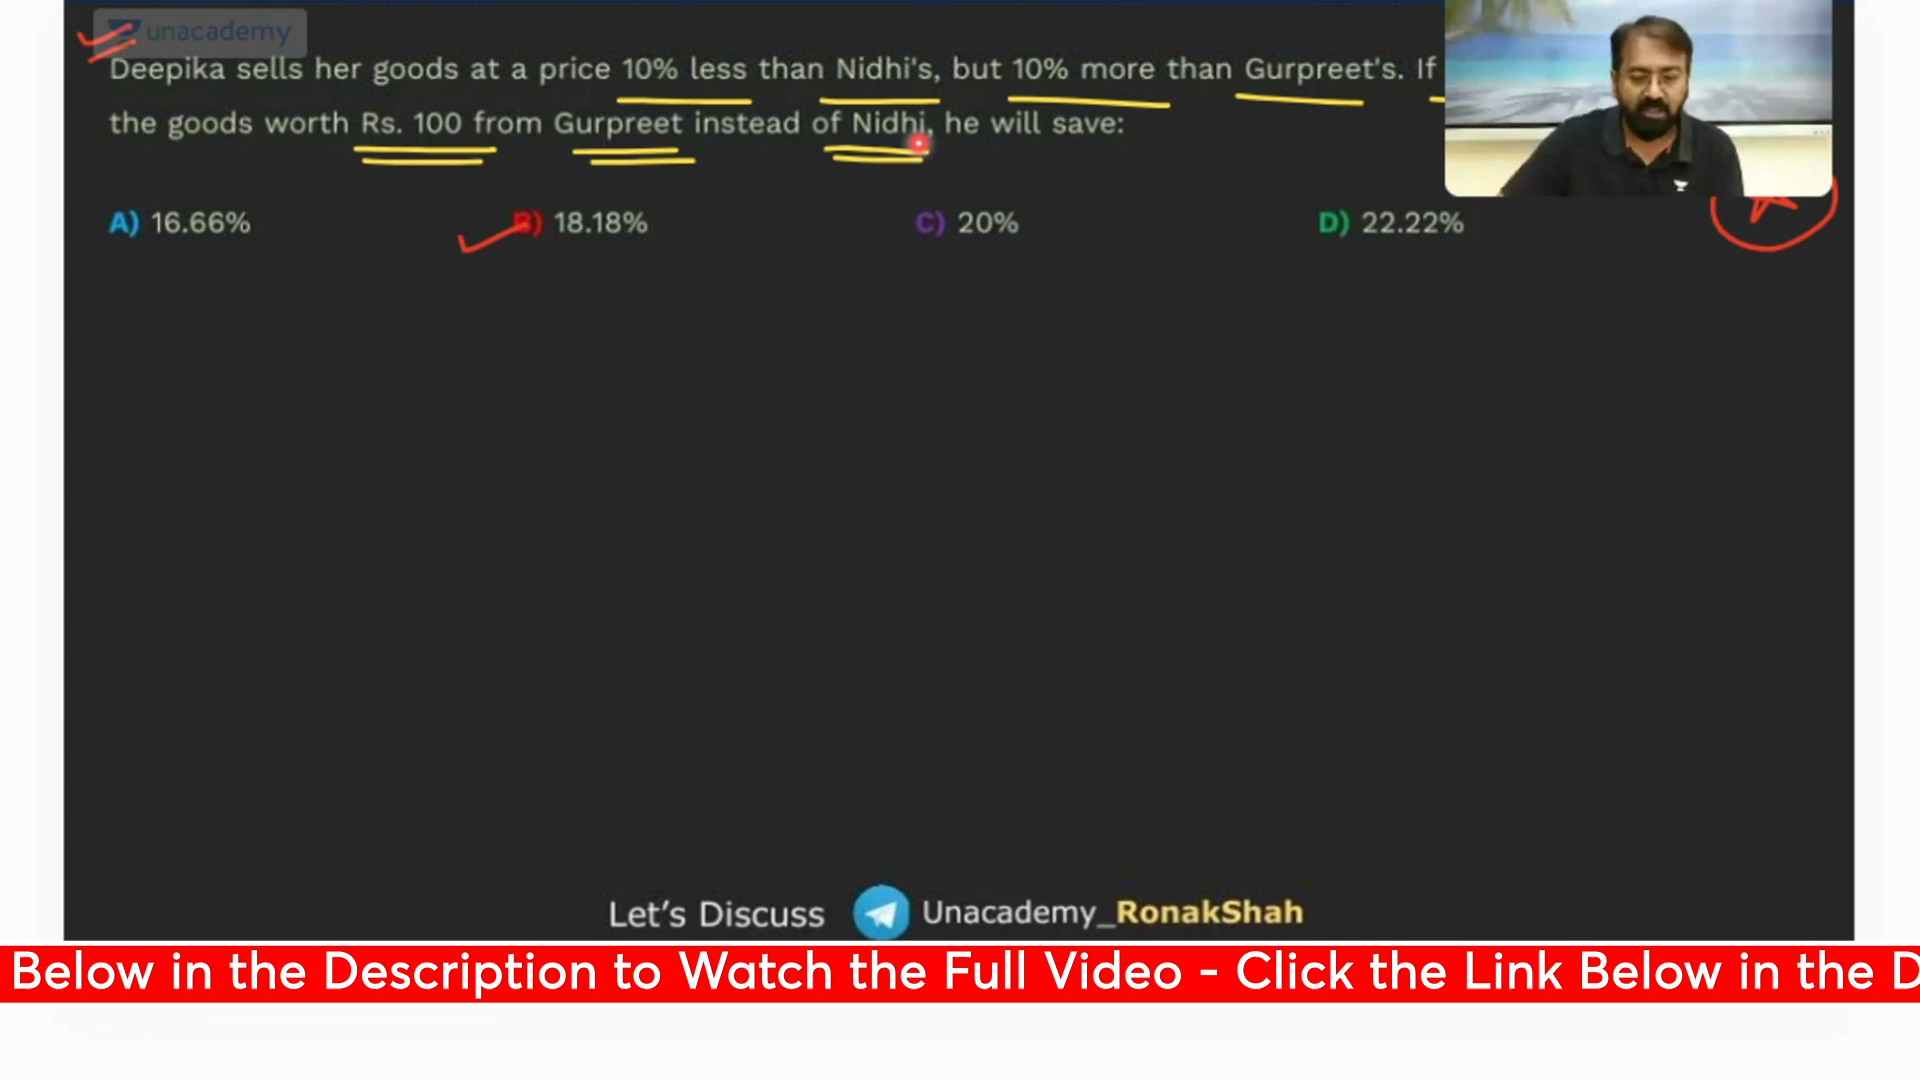 unacademy
Deepika sells her goods at a price 10% less than Nidhi's, but 10% more than Gurpreet's. If
the goods worth Rs. 100 from Gurpreet instead of Nidhi, he will save:
A) 16.66% B) 18.18% C) 20% D) 22.22%
Let's Discuss Unacademy_RonakShah
Below in the Description to Watch the Full Video - Click the Link Below in the D